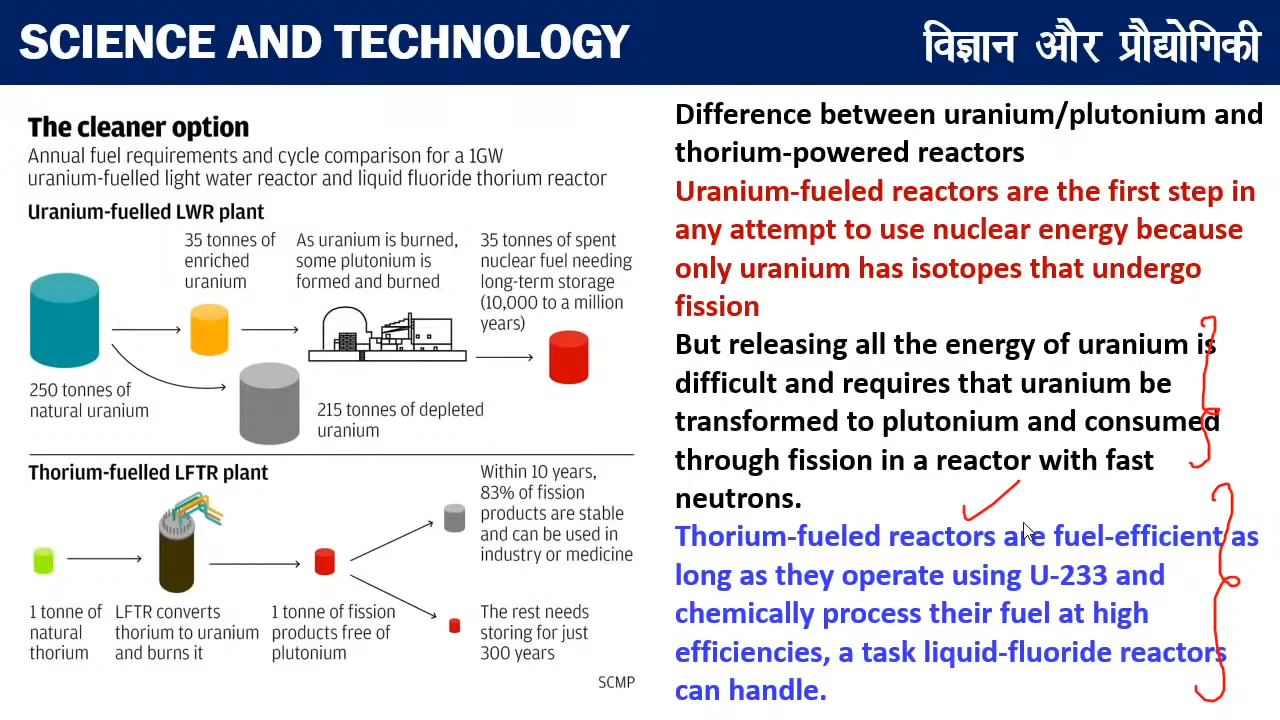 SCIENCE AND TECHNOLOGY
विज्ञान और प्रौद्योगिकी
The cleaner option
Annual fuel requirements and cycle comparison for a 1GW
uranium-fuelled light water reactor and liquid fluoride thorium reactor
Uranium-fuelled LWR plant
35 tonnes of
enriched
uranium
As uranium is burned,
some plutonium is
formed and burned
35 tonnes of spent
nuclear fuel needing
long-term storage
(10,000 to a million
years)
250 tonnes of
natural uranium
215 tonnes of depleted
uranium
Thorium-fuelled LFTR plant
Within 10 years,
83% of fission
products are stable
and can be used in
industry or medicine
1 tonne of
natural
thorium
LFTR converts
thorium to uranium
and burns it
1 tonne of fission
products free of
plutonium
The rest needs
storing for just
300 years
SCMP
Difference between uranium/plutonium and
thorium-powered reactors
Uranium-fueled reactors are the first step in
any attempt to use nuclear energy because
only uranium has isotopes that undergo
fission
But releasing all the energy of uranium is
difficult and requires that uranium be
transformed to plutonium and consumed
through fission in a reactor with fast
neutrons.
Thorium-fueled reactors are fuel-efficient as
long as they operate using U-233 and
chemically process their fuel at high
efficiencies, a task liquid-fluoride reactors
can handle.